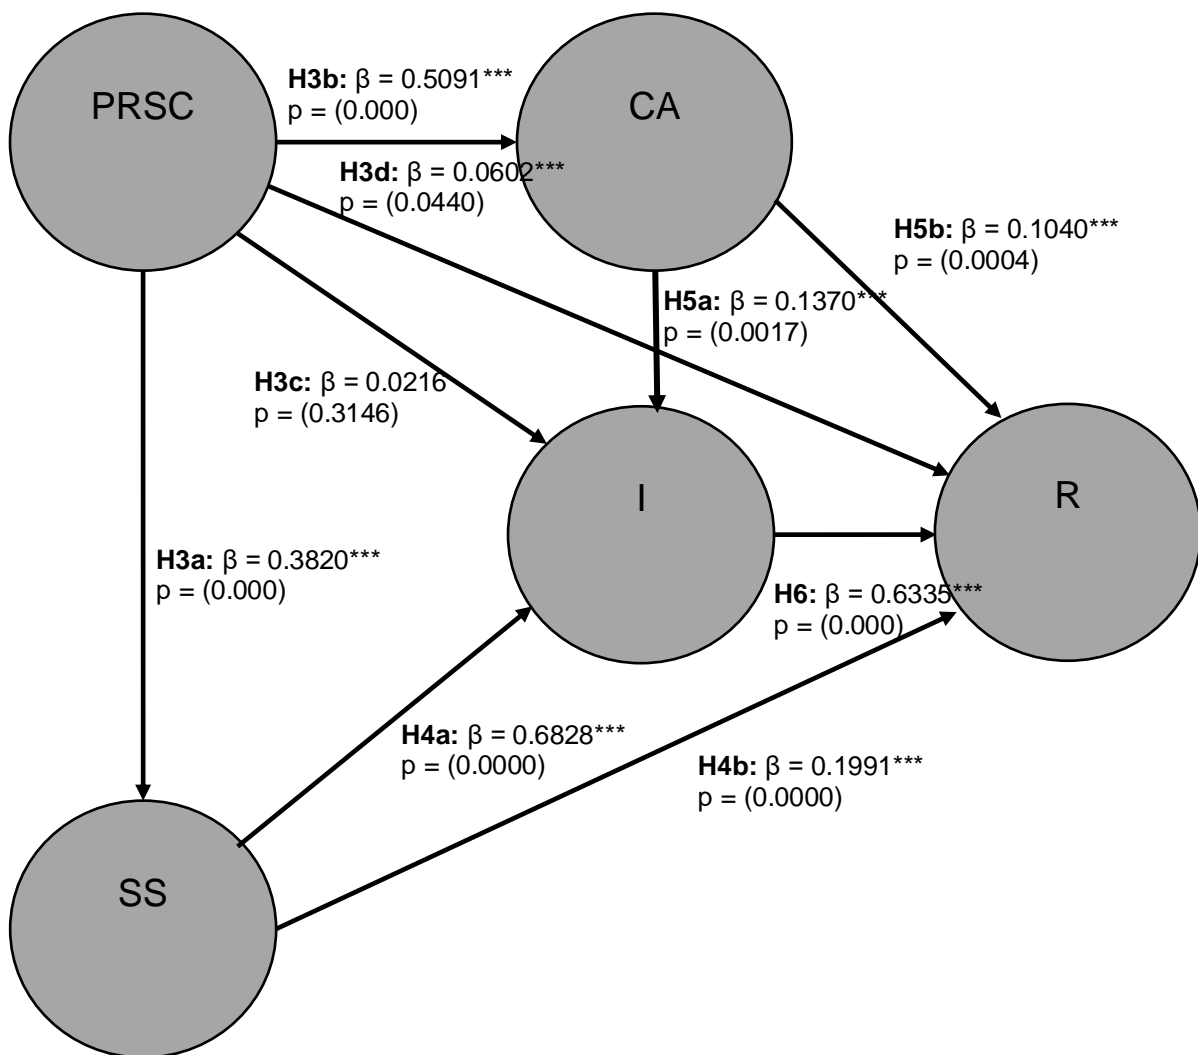 PRSC
H3b: β = 0.5091***
p = (0.000)
CA
H3d: β = 0.0602***
p = (0.0440)
H5b: β = 0.1040***
p = (0.0004)
H5a: β = 0.1370***
p = (0.0017)
H3c: β = 0.0216
p = (0.3146)
I
R
H3a: β = 0.3820***
p = (0.000)
H6: β = 0.6335***
p = (0.000)
H4a: β = 0.6828***
p = (0.0000)
H4b: β = 0.1991***
p = (0.0000)
SS